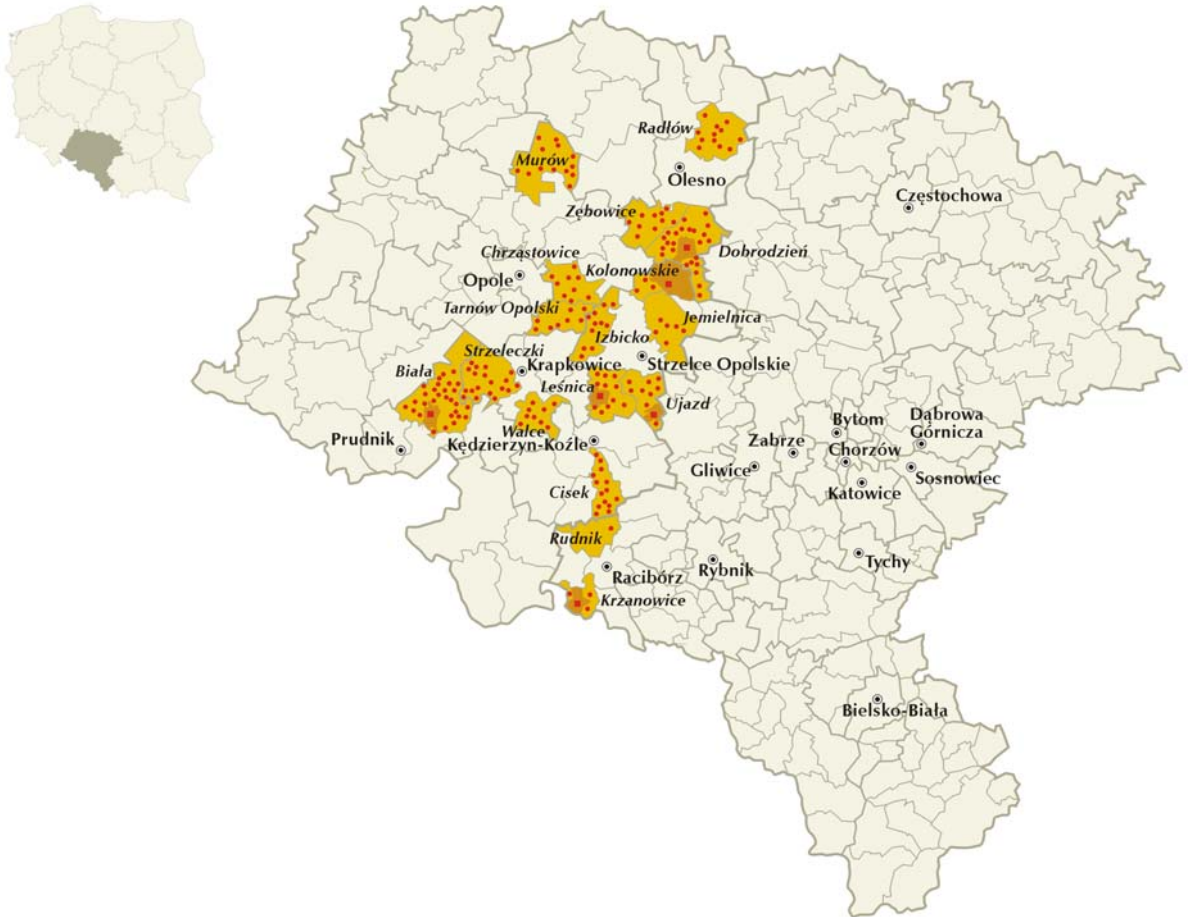 Radłów
Murów
Olesno
Częstochowa
Zębowice
Chrząstowice
Dobrodzień
Kolonowskie
Opole
Tarnów Opolski
Jemielnica
Izbicko
Strzeleczki
Biała
Krapkowice
Strzelce Opolskie
Leśnica
Ujazd
Walce
Prudnik
Kędzierzyn-Koźle
Bytom
Dąbrowa
Górnicza
Zabrze
Chorzów
Gliwice
Sosnowiec
Katowice
Cisek
Rudnik
Tychy
Rybnik
Racibórz
Krzanowice
Bielsko-Biała